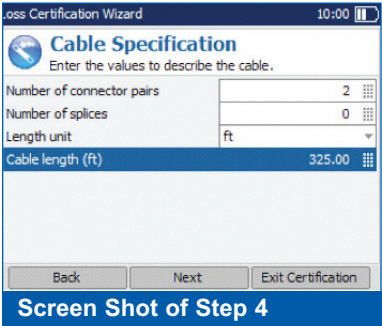 .oss Certification Wizard 10:00
Cable Specification
Enter the values to describe the cable.
Number of connector pairs 2
Number of splices 0
Length unit ft
Cable length (ft) 325.00
Back Next Exit Certification
Screen Shot of Step 4